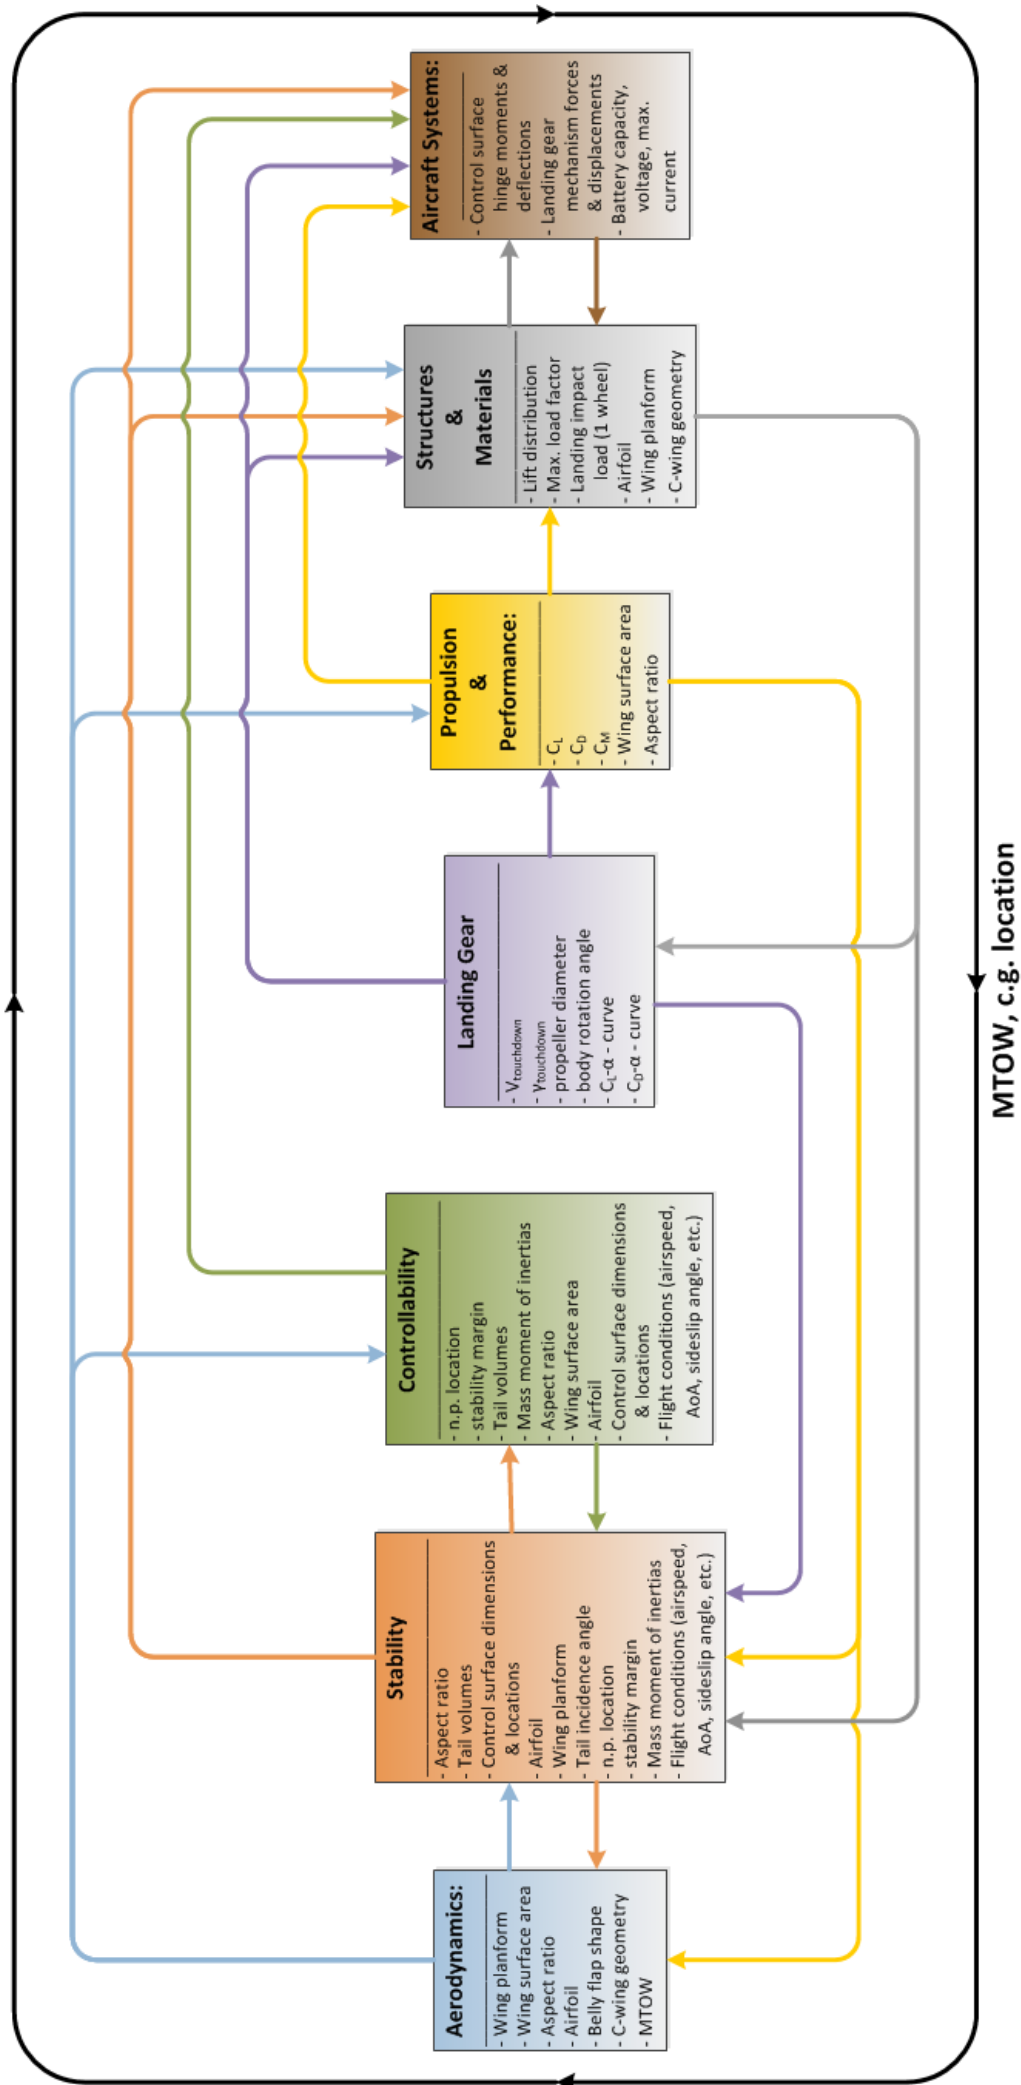 Aerodynamics:
- Wing planform
- Wing surface area
- Aspect ratio
- Airfoil
- Belly flap shape
- C-wing geometry
- MTOW
Stability
- Aspect ratio
- Tail volumes
- Control surface dimensions
& locations
- Airfoil
- Wing planform
- Tail incidence angle
- n.p. location
- stability margin
- Mass moment of inertias
- Flight conditions (airspeed,
AoA, sideslip angle, etc.)
Controllability
- n.p. location
- stability margin
- Tail volumes
- Mass moment of inertias
- Aspect ratio
- Wing surface area
- Airfoil
- Control surface dimensions
& locations
- Flight conditions (airspeed,
AoA, sideslip angle, etc.)
Landing Gear
- Vtouchdown
- γtouchdown
- propeller diameter
- body rotation angle
- CL-α - curve
- CD-α - curve
Propulsion
&
Performance:
- CL
- CD
- CM
- Wing surface area
- Aspect ratio
Structures
&
Materials
- Lift distribution
- Max. load factor
- Landing impact
load (1 wheel)
- Airfoil
- Wing planform
- C-wing geometry
Aircraft Systems:
- Control surface
hinge moments &
deflections
- Landing gear
mechanism forces
& displacements
- Battery capacity,
voltage, max.
current
MTOW, c.g. location